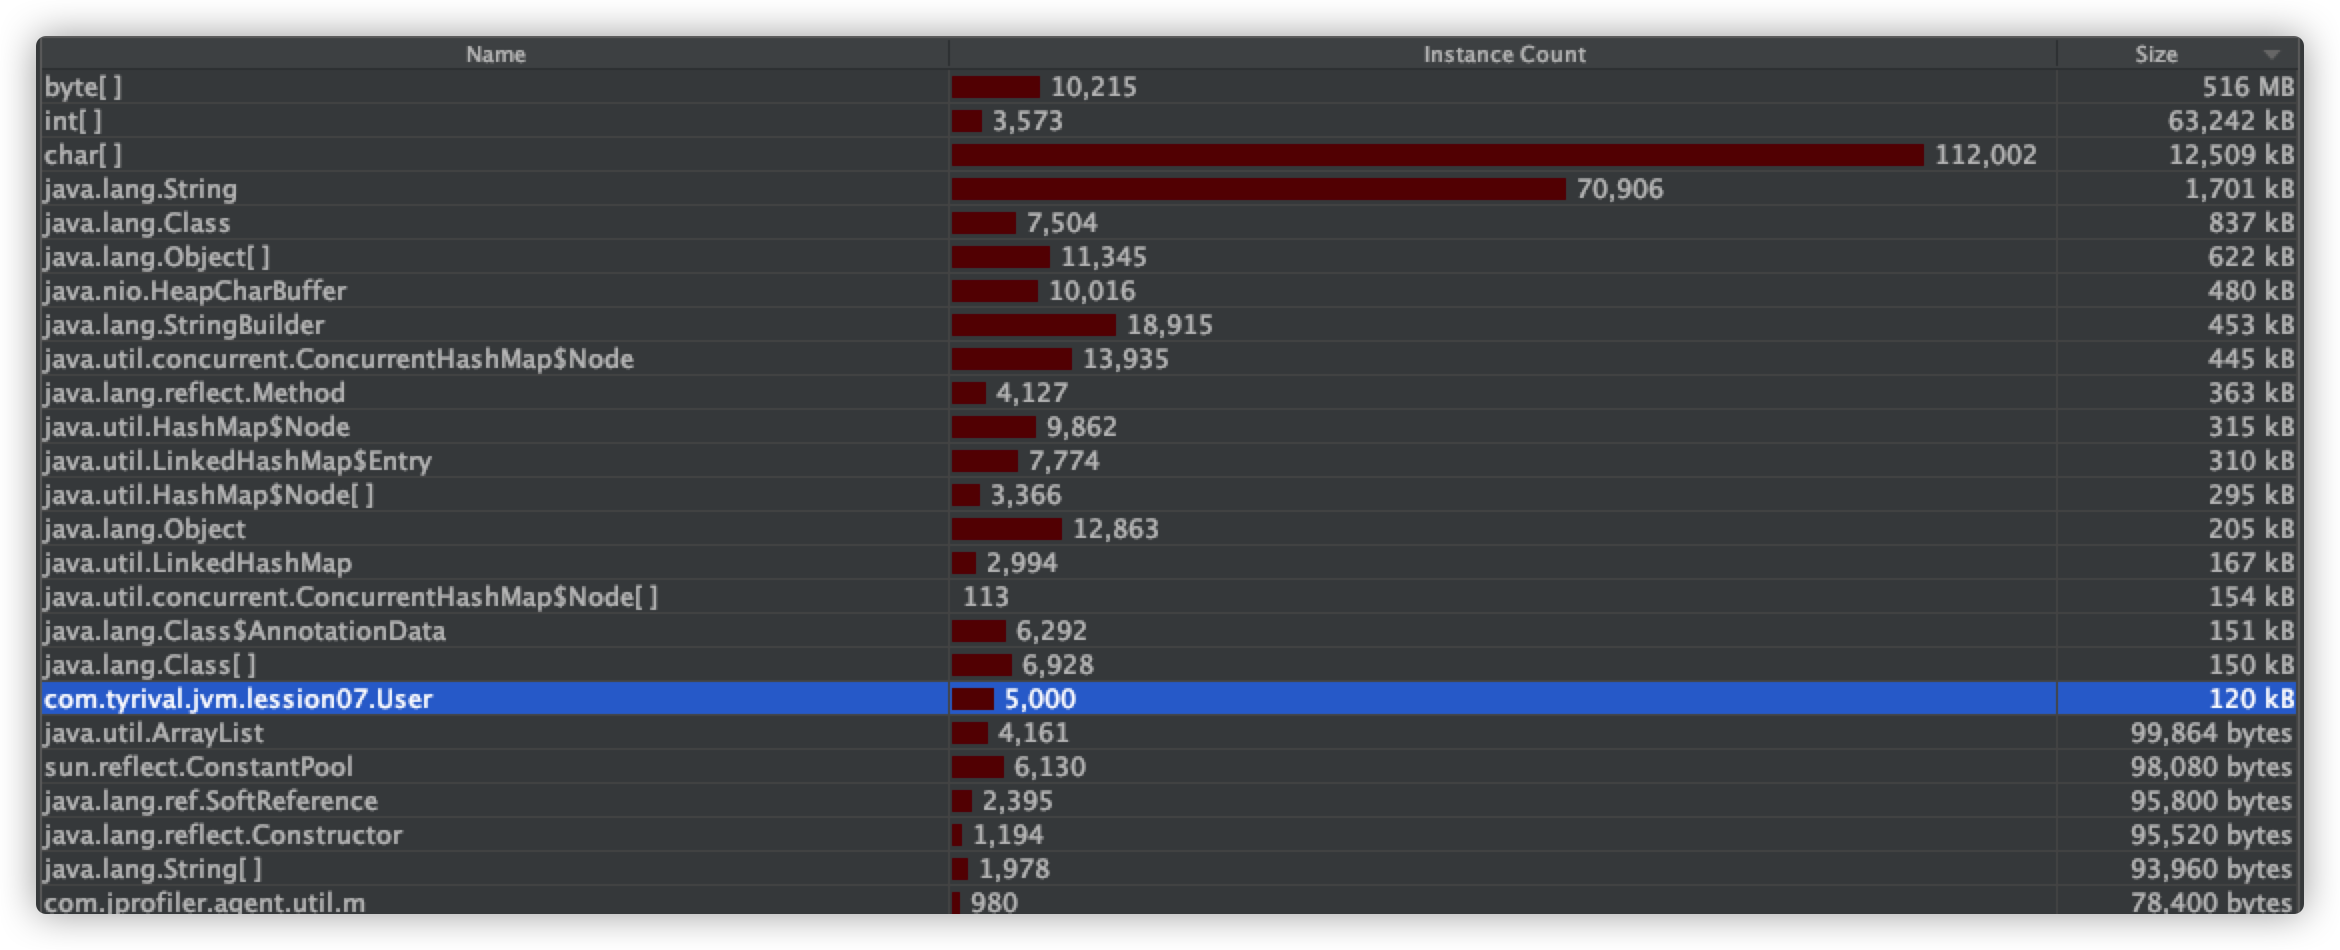 Name Instance Count Size
byte[ ] 10,215 516 MB
int[ ] 3,573 63,242 kB
char[ ] 112,002 12,509 kB
java.lang.String 70,906 1,701 kB
java.lang.Class 7,504 837 kB
java.lang.Object[ ] 11,345 622 kB
java.nio.HeapCharBuffer 10,016 480 kB
java.lang.StringBuilder 18,915 453 kB
java.util.concurrent.ConcurrentHashMap$Node 13,935 445 kB
java.lang.reflect.Method 4,127 363 kB
java.util.HashMap$Node 9,862 315 kB
java.util.LinkedHashMap$Entry 7,774 310 kB
java.util.HashMap$Node[ ] 3,366 295 kB
java.lang.Object 12,863 205 kB
java.util.LinkedHashMap 2,994 167 kB
java.util.concurrent.ConcurrentHashMap$Node[ ] 113 154 kB
java.lang.Class$AnnotationData 6,292 151 kB
java.lang.Class[ ] 6,928 150 kB
com.tyrival.jvm.lession07.User 5,000 120 kB
java.util.ArrayList 4,161 99,864 bytes
sun.reflect.ConstantPool 6,130 98,080 bytes
java.lang.ref.SoftReference 2,395 95,800 bytes
java.lang.reflect.Constructor 1,194 95,520 bytes
java.lang.String[ ] 1,978 93,960 bytes
com.jprofiler.agent.util.m 980 78,400 bytes